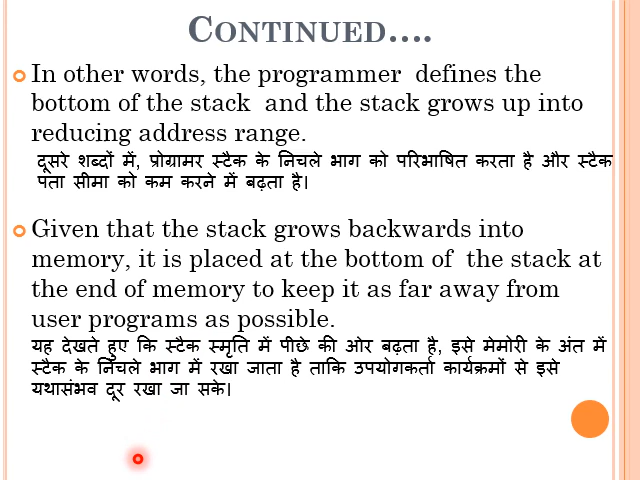 CONTINUED....
In other words, the programmer defines the
bottom of the stack and the stack grows up into
reducing address range.
दूसरे शब्दों में, प्रोग्रामर स्टैक के निचले भाग को परिभाषित करता है और स्टैक
पता सीमा को कम करने में बढ़ता है।
Given that the stack grows backwards into
memory, it is placed at the bottom of the stack at
the end of memory to keep it as far away from
user programs as possible.
यह देखते हुए कि स्टैक स्मृति में पीछे की ओर बढ़ता है, इसे मेमोरी के अंत में
स्टैक के निचले भाग में रखा जाता है ताकि उपयोगकर्ता कार्यक्रमों से इसे
यथासंभव दूर रखा जा सके।